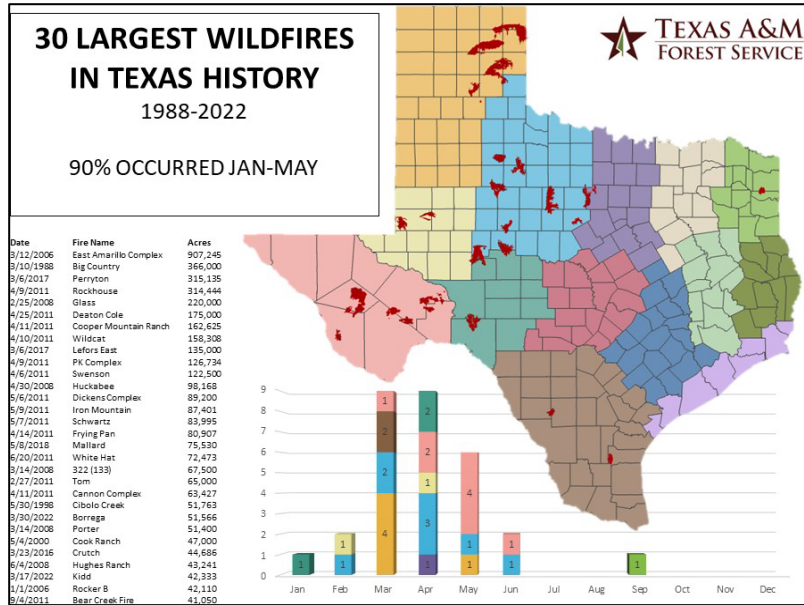 30 LARGEST WILDFIRES
IN TEXAS HISTORY
1988-2022
90% OCCURRED JAN-MAY
TEXAS A&M
FOREST SERVICE
Date Fire Name Acres
3/12/2006 East Amarillo Complex 907,245
3/10/1988 Big Country 366,000
3/6/2017 Perryton 315,135
4/9/2011 Rockhouse 314,444
2/25/2008 Glass 220,000
4/25/2011 Deaton Cole 175,000
4/11/2011 Cooper Mountain Ranch 162,625
4/10/2011 Wildcat 158,308
3/6/2017 Lefors East 135,000
4/9/2011 PK Complex 126,734
4/6/2011 Swenson 122,500
4/30/2008 Huckabee 98,168
5/6/2011 Dickens Complex 89,200
5/9/2011 Iron Mountain 87,401
5/7/2011 Schwartz 83,995
4/14/2011 Frying Pan 80,907
5/8/2018 Mallard 75,530
6/20/2011 White Hat 72,473
3/14/2008 322 (133) 67,500
2/27/2011 Tom 65,000
4/11/2011 Cannon Complex 63,427
5/30/1998 Cibolo Creek 51,763
3/30/2022 Borrega 51,566
3/14/2008 Porter 51,400
5/4/2000 Cook Ranch 47,000
3/23/2016 Crutch 44,686
6/4/2008 Hughes Ranch 43,241
3/17/2022 Kidd 42,333
1/1/2006 Rocker B 42,110
9/4/2011 Bear Creek Fire 41,050
9
8
7
6
5
4
3
2
1
0
1
1
1
1
2
2
4
2
2
1
3
1
4
1
1
1
1
1
Jan Feb Mar Apr May Jun Jul Aug Sep Oct Nov Dec